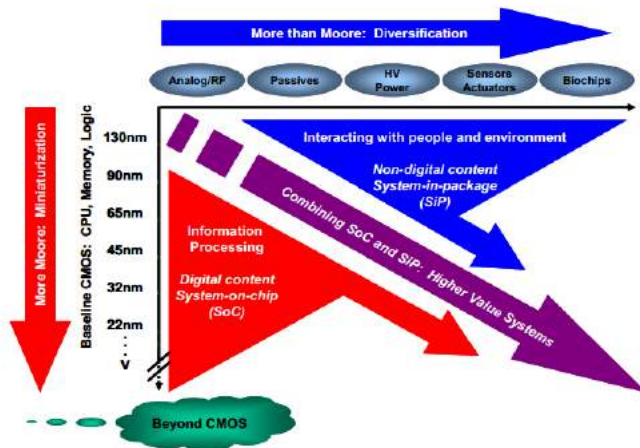 More than Moore: Diversification
Analog/RF
Passives
HV
Power
Sensors
Actuators
Biochips
More Moore: Miniaturization
Baseline CMOS: CPU, Memory, Logic
130nm
90nm
65nm
45nm
32nm
22nm
V
Interacting with people and environment
Non-digital content
System-in-package
(SiP)
Combining SoC and SiP: Higher Value Systems
Information
Processing
Digital content
System-on-chip
(SoC)
Beyond CMOS